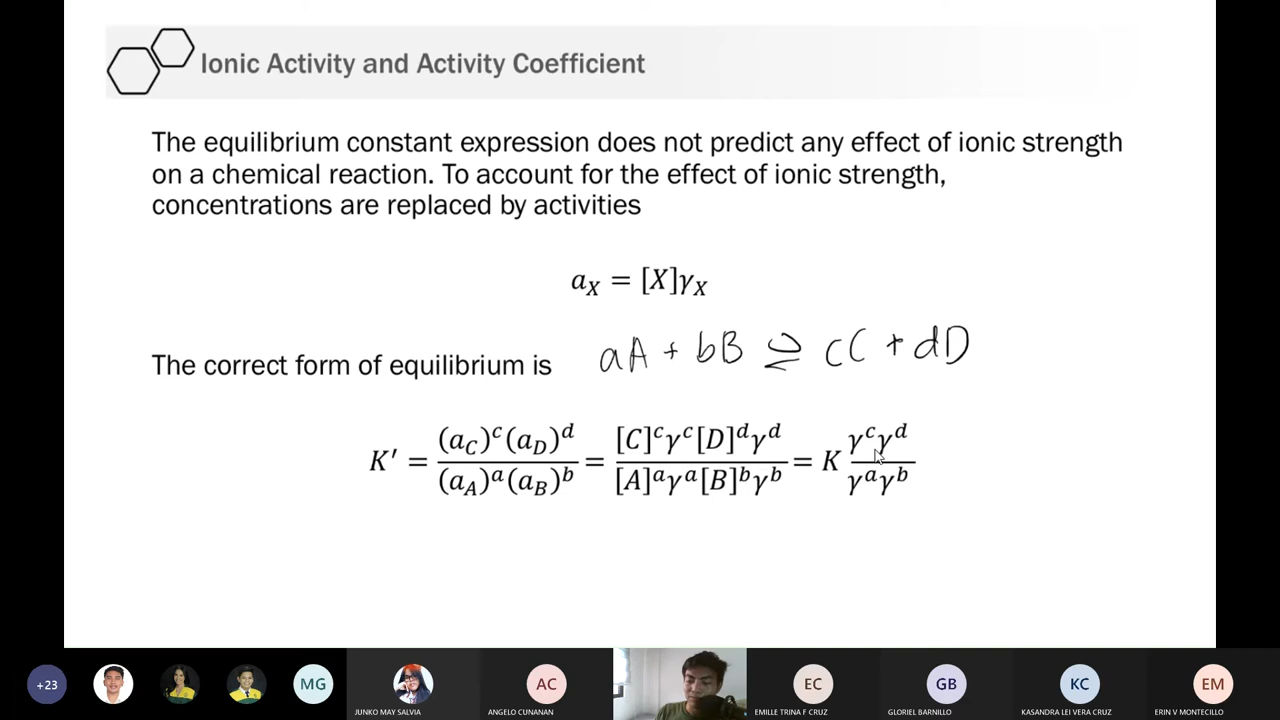 Ionic Activity and Activity Coefficient
The equilibrium constant expression does not predict any effect of ionic strength
on a chemical reaction. To account for the effect of ionic strength,
concentrations are replaced by activities
a_X = [X]γ_X
The correct form of equilibrium is aA + bB ⇌ cC + dD
K' = (a_C)^c(a_D)^d / (a_A)^a(a_B)^b = [C]^cγ^c[D]^dγ^d / [A]^aγ^a[B]^bγ^b = K γ^cγ^d / γ^aγ^b
+23
MG
JUNKO MAY SALVIA
AC
ANGELO CUNANAN
EC
EMILLE TRINA F CRUZ
GB
GLORIEL BARNILLO
KC
KASANDRA LEI VERA CRUZ
EM
ERIN V MONTECILLO